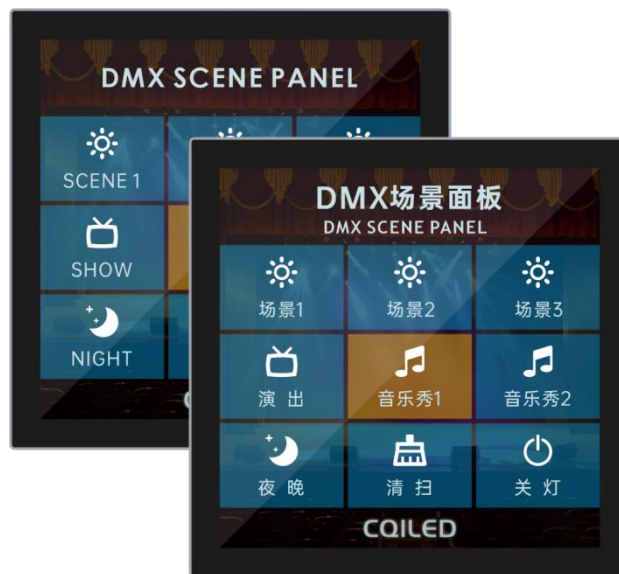 DMX SCENE PANEL
SCENE 1
SHOW
NIGHT
DMX场景面板
DMX SCENE PANEL
场景1 场景2 场景3
演出 音乐秀1 音乐秀2
夜晚 清扫 关灯
CQILED